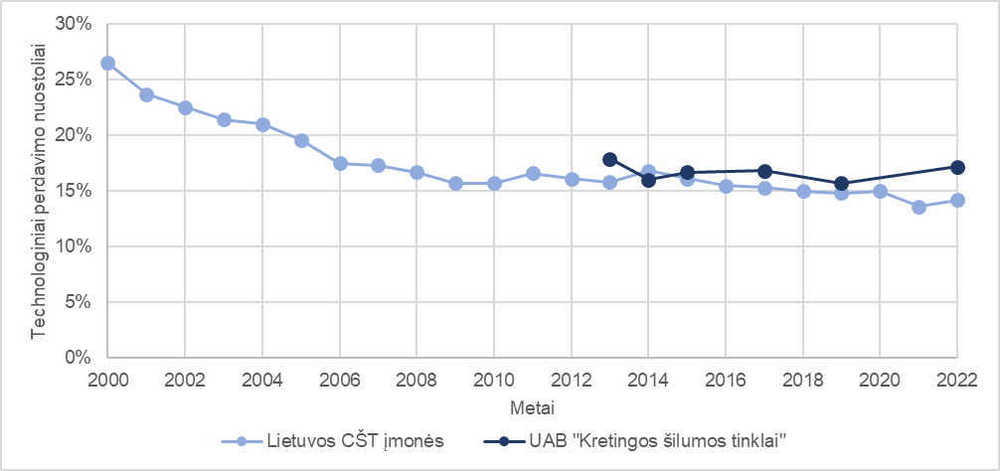 30%
25%
20%
15%
10%
5%
0%
Technologiniai perdavimo nuostoliai
2000 2002 2004 2006 2008 2010 2012 2014 2016 2018 2020 2022
Metai
Lietuvos CŠT įmonės UAB "Kretingos šilumos tinklai"